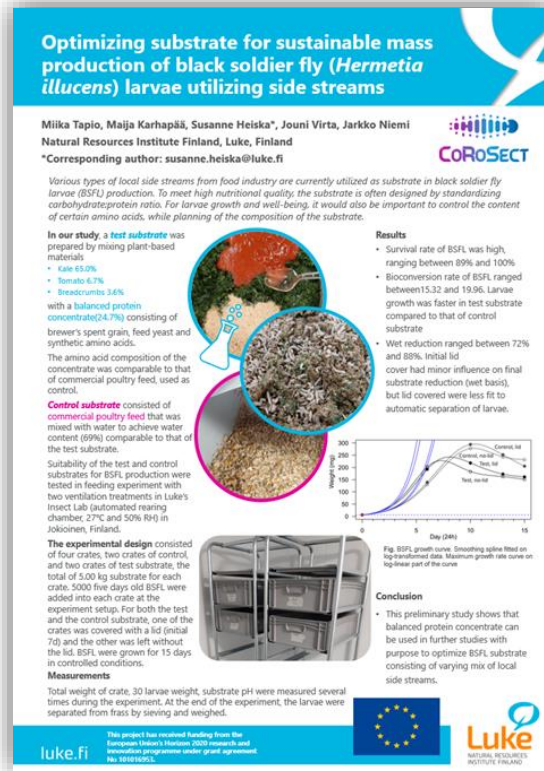 Optimizing substrate for sustainable mass
production of black soldier fly (Hermetia
illucens) larvae utilizing side streams
Miika Tapio, Maija Karhapää, Susanne Heiska*, Jouni Virta, Jarkko Niemi
Natural Resources Institute Finland, Luke, Finland
*Corresponding author: susanne.heiska@luke.fi
CoRoSect
Various types of local side streams from food industry are currently utilized as substrate in black soldier fly
larvae (BSFL) production. To meet high nutritional quality, the substrate is often designed by standardizing
carbohydrate:protein ratio. For larvae growth and well-being, it would also be important to control the content
of certain amino acids, while planning of the composition of the substrate.
In our study, a test substrate was
prepared by mixing plant-based
materials
• Kale 65.0%
• Tomato 6.7%
• Breadcrumbs 3.6%
with a balanced protein
concentrate(24.7%) consisting of
brewer's spent grain, feed yeast and
synthetic amino acids.
The amino acid composition of the
concentrate was comparable to that
of commercial poultry feed, used as
control.
Control substrate consisted of
commercial poultry feed that was
mixed with water to achieve water
content (69%) comparable to that of
the test substrate.
Suitability of the test and control
substrates for BSFL production were
tested in feeding experiment with
two ventilation treatments in Luke's
Insect Lab (automated rearing
chamber, 27°C and 50% RH) in
Jokioinen, Finland.
The experimental design consisted
of four crates, two crates of control,
and two crates of test substrate, the
total of 5.00 kg substrate for each
crate. 5000 five days old BSFL were
added into each crate at the
experiment setup. For both the test
and the control substrate, one of the
crates was covered with a lid (initial
7d) and the other was left without
the lid. BSFL were grown for 15 days
in controlled conditions.
Measurements
Total weight of crate, 30 larvae weight, substrate pH were measured several
times during the experiment. At the end of the experiment, the larvae were
separated from frass by sieving and weighed.
Results
• Survival rate of BSFL was high,
ranging between 89% and 100%
• Bioconversion rate of BSFL ranged
between15.32 and 19.96. Larvae
growth was faster in test substrate
compared to that of control
substrate
• Wet reduction ranged between 72%
and 88%. Initial lid
cover had minor influence on final
substrate reduction (wet basis),
but lid covered were less fit to
automatic separation of larvae.
Weight (mg)
300
250
200
150
100
50
0
Control, lid
Control, no-lid
Test, lid
Test, no-lid
0 5 10 15
Day (24h)
Fig. BSFL growth curve. Smoothing spline fitted on
log-transformed data. Maximum growth rate curve on
log-linear part of the curve
Conclusion
• This preliminary study shows that
balanced protein concentrate can
be used in further studies with
purpose to optimize BSFL substrate
consisting of varying mix of local
side streams.
luke.fi
This project has received funding from the
European Union's Horizon 2020 research and
innovation programme under grant agreement
No 101016953.
Luke
NATURAL RESOURCES
INSTITUTE FINLAND